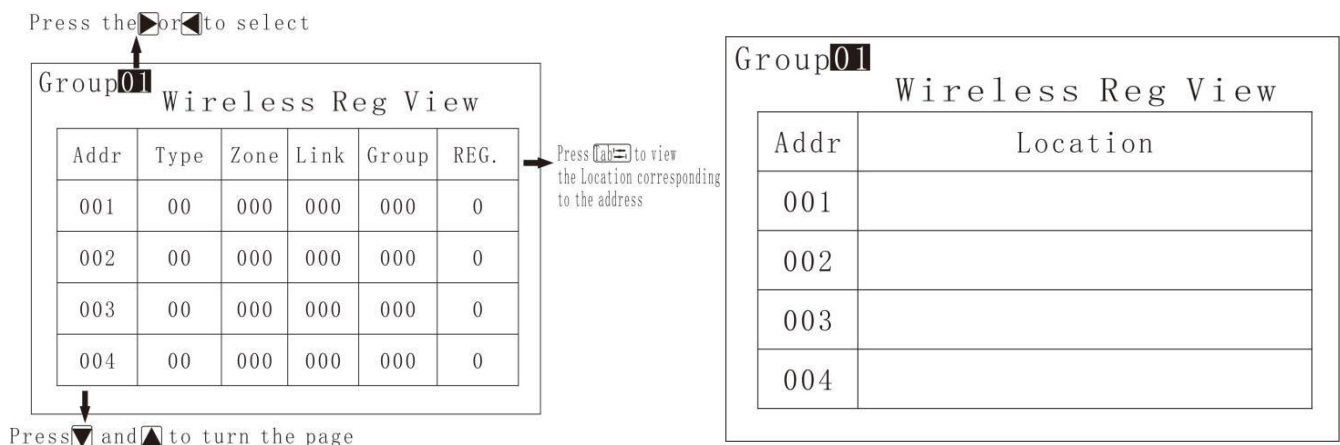 Press the ▶ or ◀ to select
Group01
Wireless Reg View
Addr Type Zone Link Group REG.
001 00 000 000 000 0
002 00 000 000 000 0
003 00 000 000 000 0
004 00 000 000 000 0
Press▼ and▲ to turn the page
Press Tab to view
the Location corresponding
to the address
Group01
Wireless Reg View
Addr Location
001
002
003
004